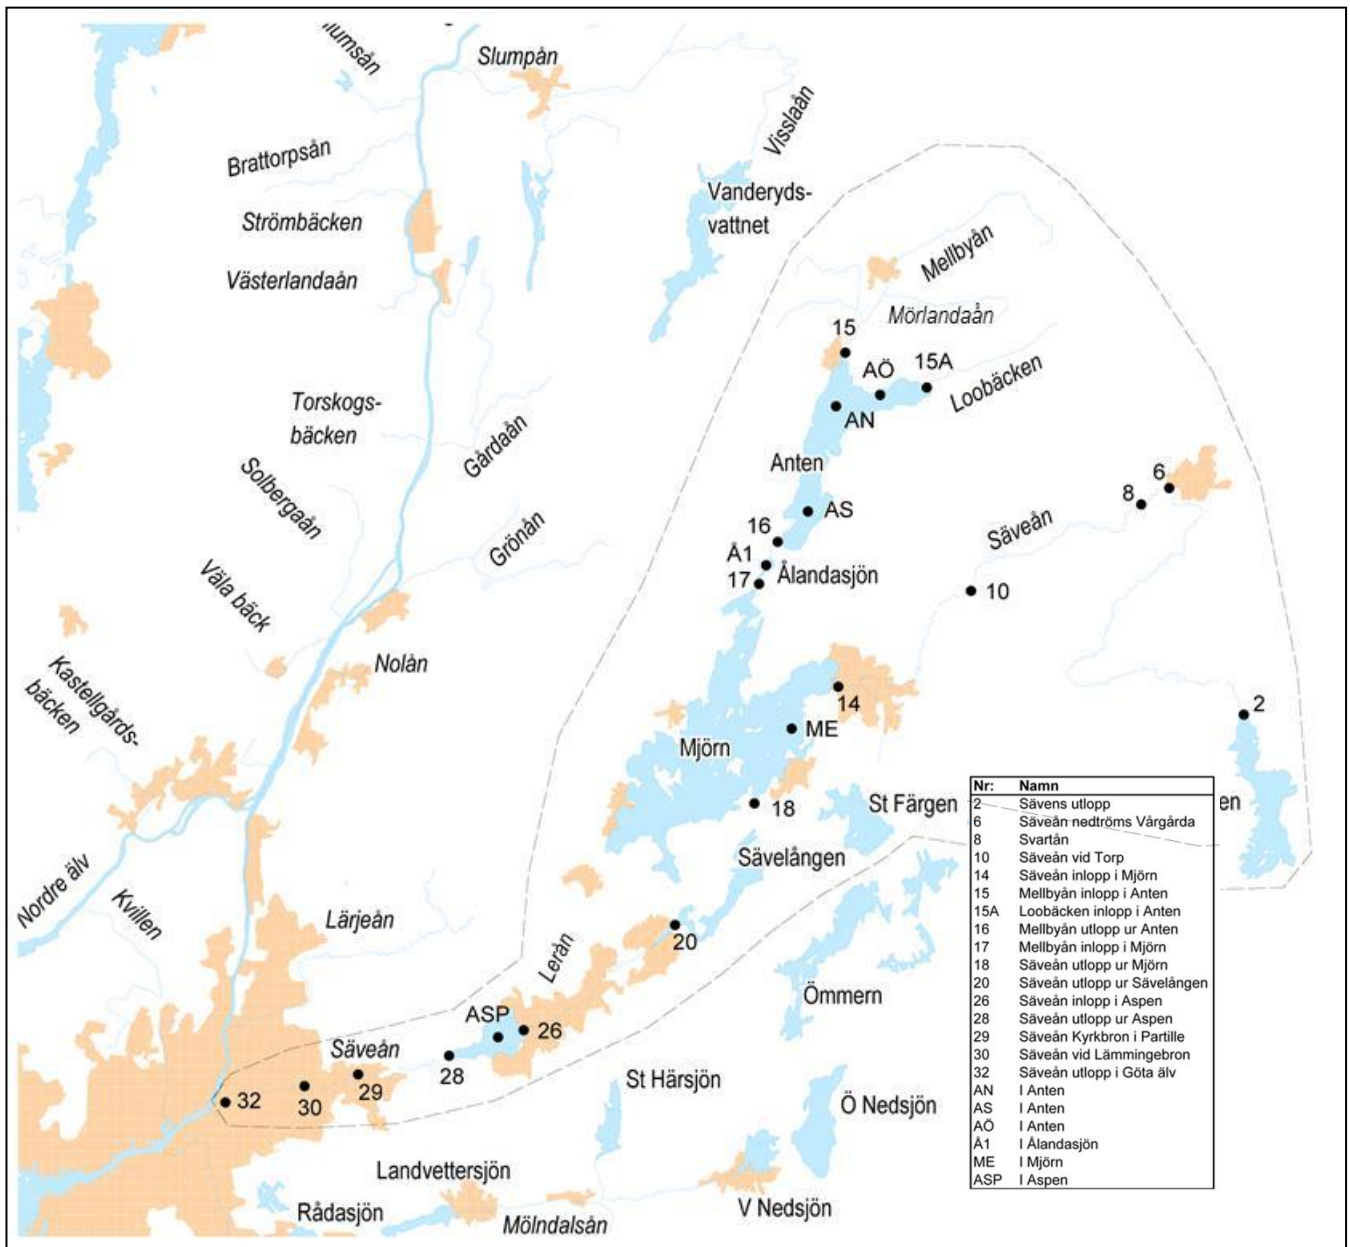 Slumpån
Visslaån
Brattorpsån
Vanderyds-
vattnet
Strömbäcken
Mellbyån
Västerlandaån
Mörlandaån
15
AÖ
15A
Loobäcken
AN
Torskogs-
bäcken
Gårdaån
Anten
Solbergaån
6
8
AS
Säveån
16
Grönån
Å1
Ålandasjön
17
10
Väla bäck
Nolån
Kastellgårds-
bäcken
14
2
ME
Mjörn
18
St Färgen
en
Sävelången
Nordre älv
Kvillen
Lärjeån
20
Lerån
Ömmern
ASP
26
Säveån
28
29
30
32
St Härsjön
Ö Nedsjön
Landvettersjön
Rådasjön
Mölndalsån
V Nedsjön
Nr: Namn
2 Sävens utlopp
6 Säveån nedtröms Vårgårda
8 Svartån
10 Säveån vid Torp
14 Säveån inlopp i Mjörn
15 Mellbyån inlopp i Anten
15A Loobäcken inlopp i Anten
16 Mellbyån utlopp ur Anten
17 Mellbyån inlopp i Mjörn
18 Säveån utlopp ur Mjörn
20 Säveån utlopp ur Sävelången
26 Säveån inlopp i Aspen
28 Säveån utlopp ur Aspen
29 Säveån Kyrkbron i Partille
30 Säveån vid Lämmingebron
32 Säveån utlopp i Göta älv
AN I Anten
AS I Anten
AÖ I Anten
Å1 I Ålandasjön
ME I Mjörn
ASP I Aspen